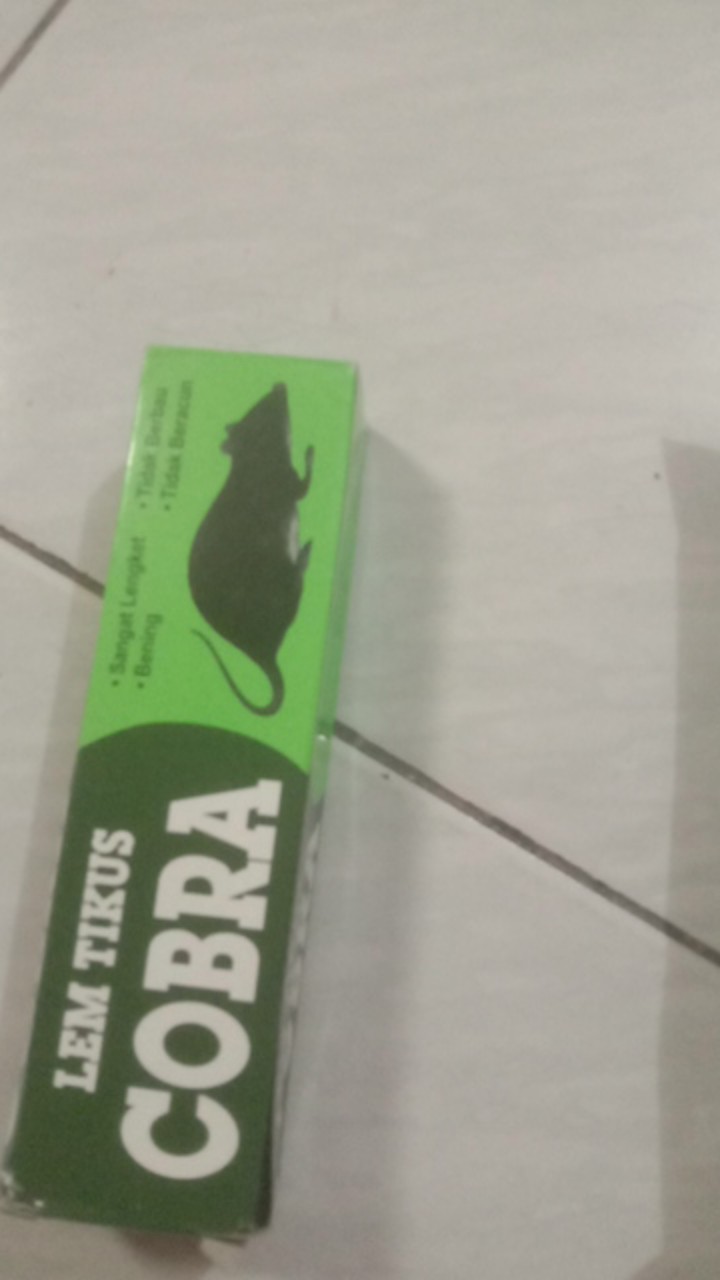 LEM TIKUS
COBRA
• Sangat Lengket
• Bening
• Tidak Berbau
• Tidak Beracun